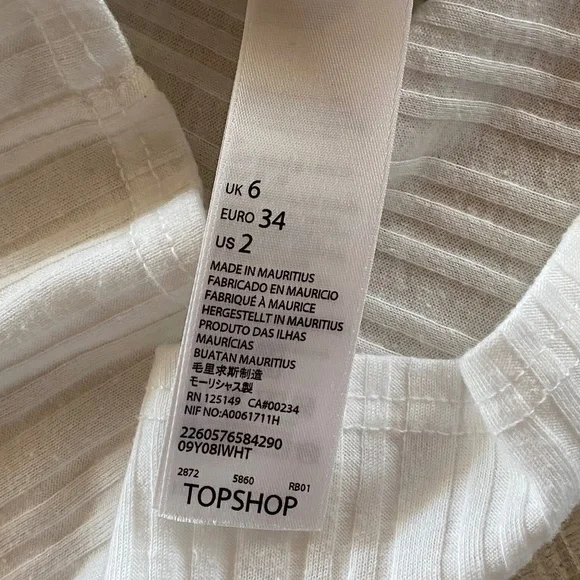 UK 6
EURO 34
US 2
MADE IN MAURITIUS
FABRICADO EN MAURICIO
FABRIQUÉ À MAURICE
HERGESTELLT IN MAURITIUS
PRODUTO DAS ILHAS
MAURÍCIAS
BUATAN MAURITIUS
毛里求斯制造
モーリシャス製
RN 125149 CA#00234
NIF NO:A0061711H
2260576584290
09Y08IWHT
2872 5860 RB01
TOPSHOP